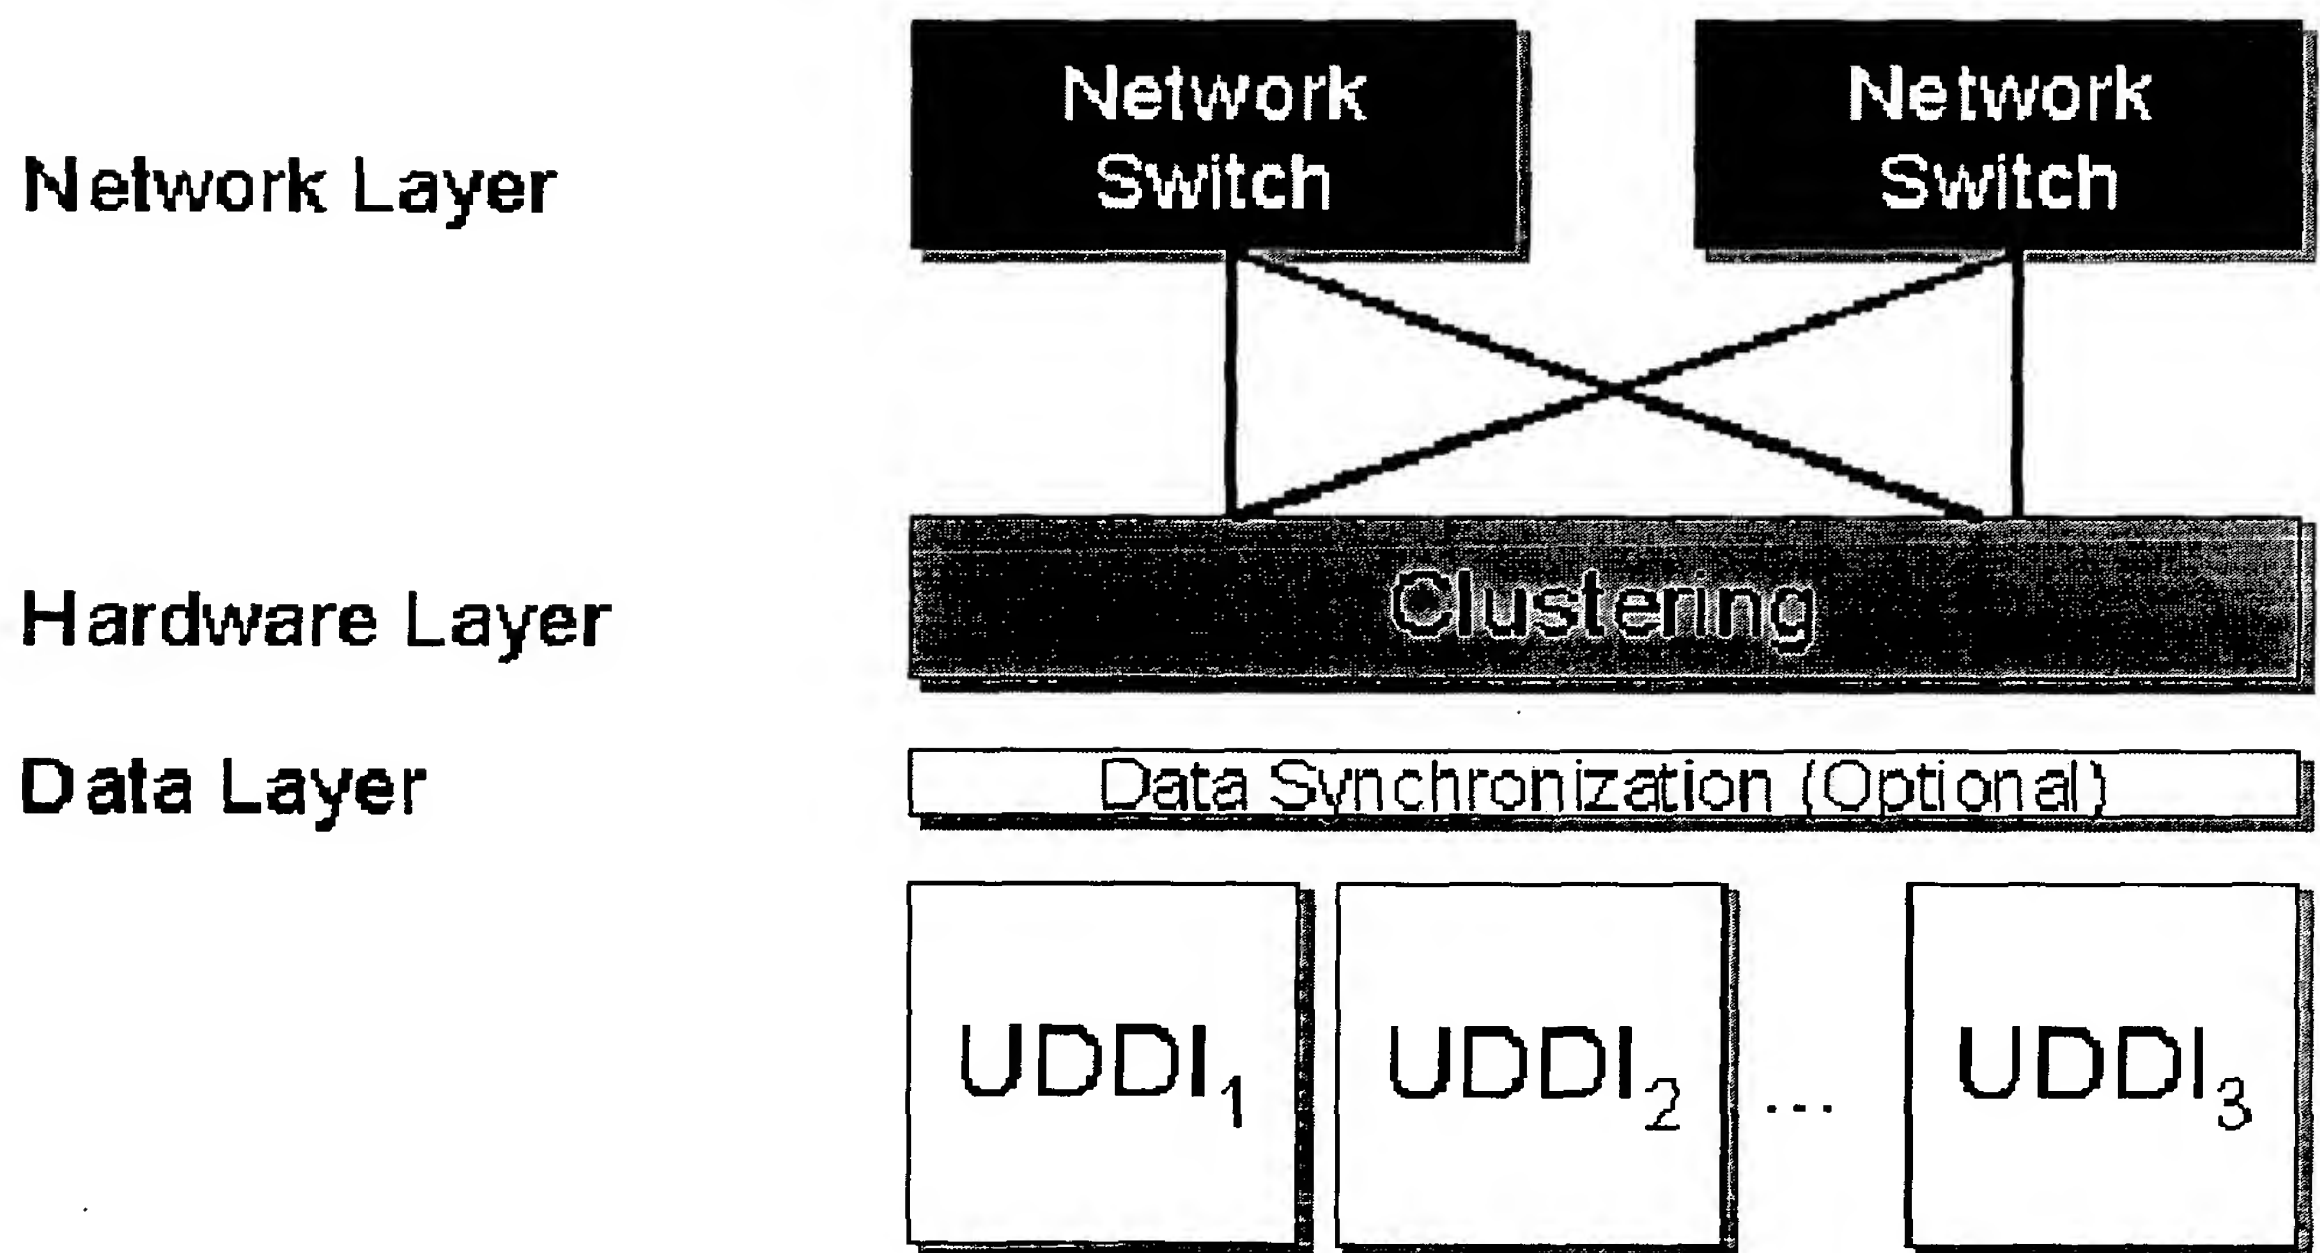 Network Switch
Network Switch
Network Layer
Hardware Layer
Clustering
Data Layer
Data Synchronization (Optional)
UDDI1
UDDI2
...
UDDI3